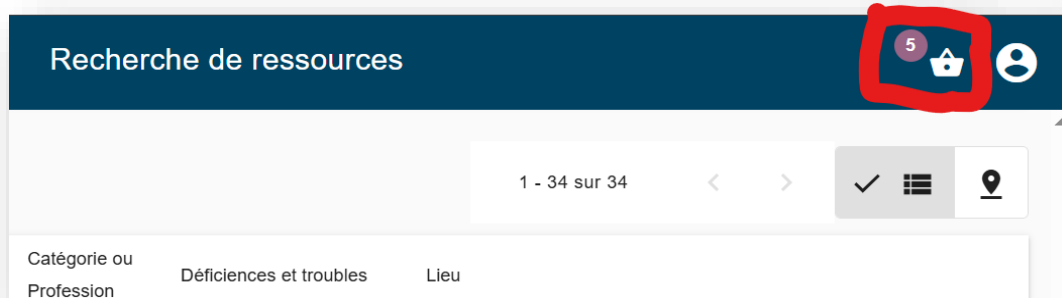 Recherche de ressources
5
1 - 34 sur 34
Catégorie ou
Profession
Déficiences et troubles
Lieu